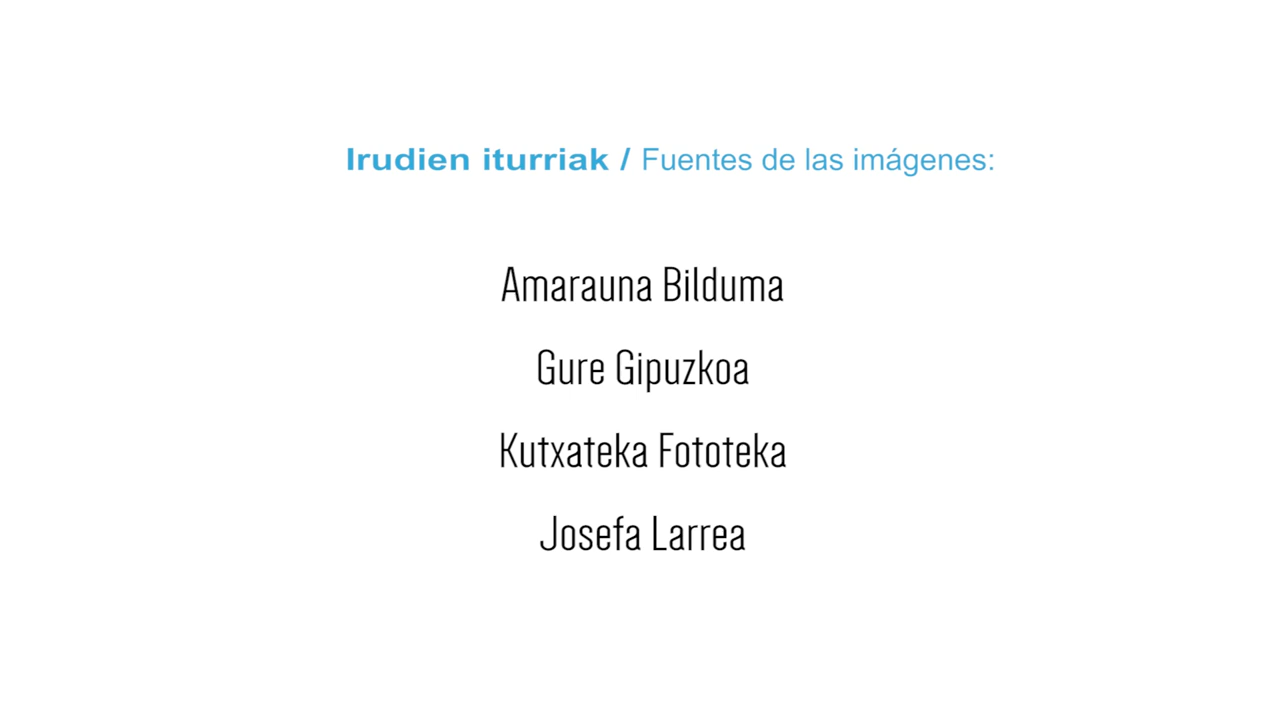 Irudien iturriak / Fuentes de las imágenes:
Amarauna Bilduma
Gure Gipuzkoa
Kutxateka Fototeka
Josefa Larrea